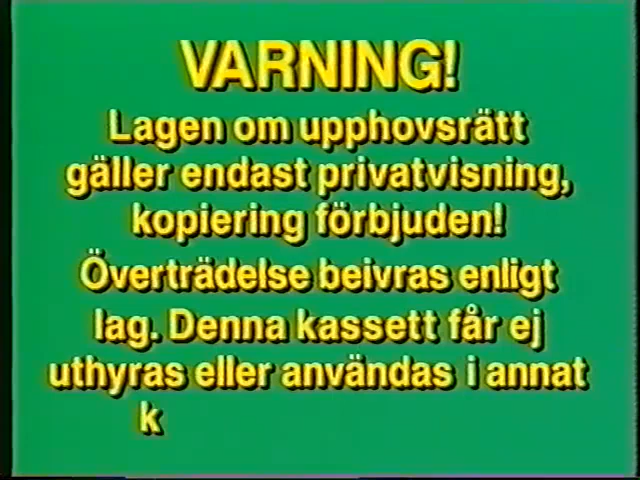 VARNING!
Lagen om upphovsrätt
gäller endast privatvisning,
kopiering förbjuden!
Överträdelse beivras enligt
lag. Denna kassett får ej
uthyras eller användas i annat
k